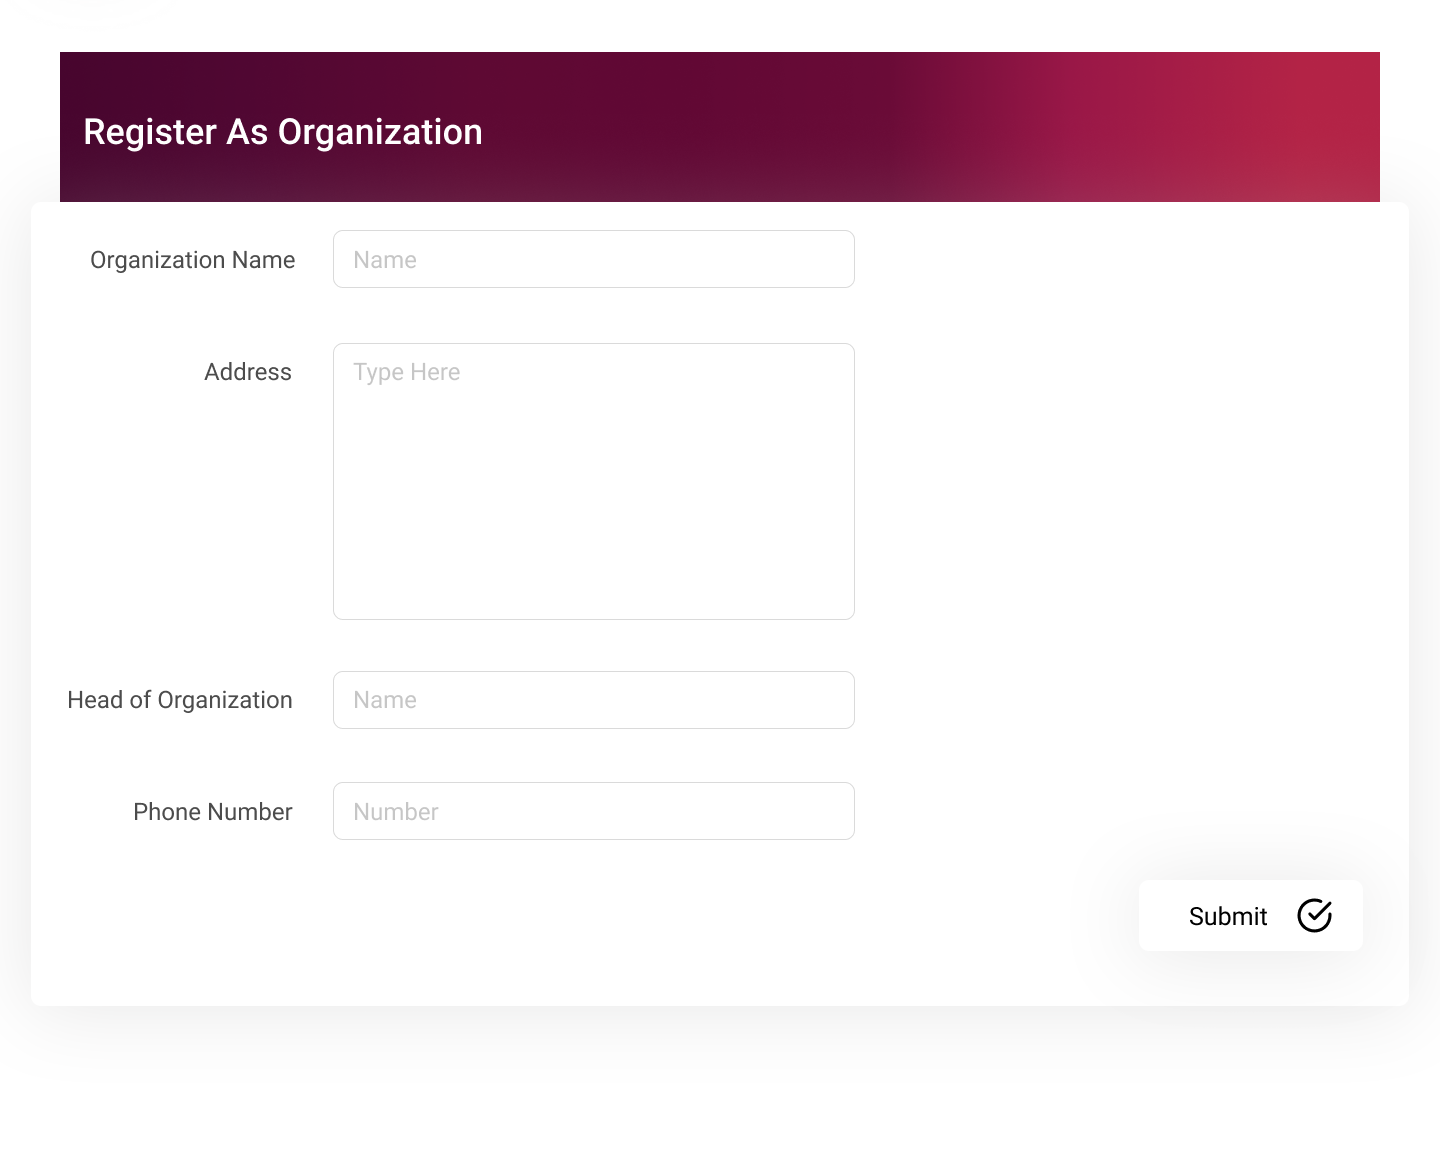 Register As Organization
Organization Name
Name
Address
Type Here
Head of Organization
Name
Phone Number
Number
Submit